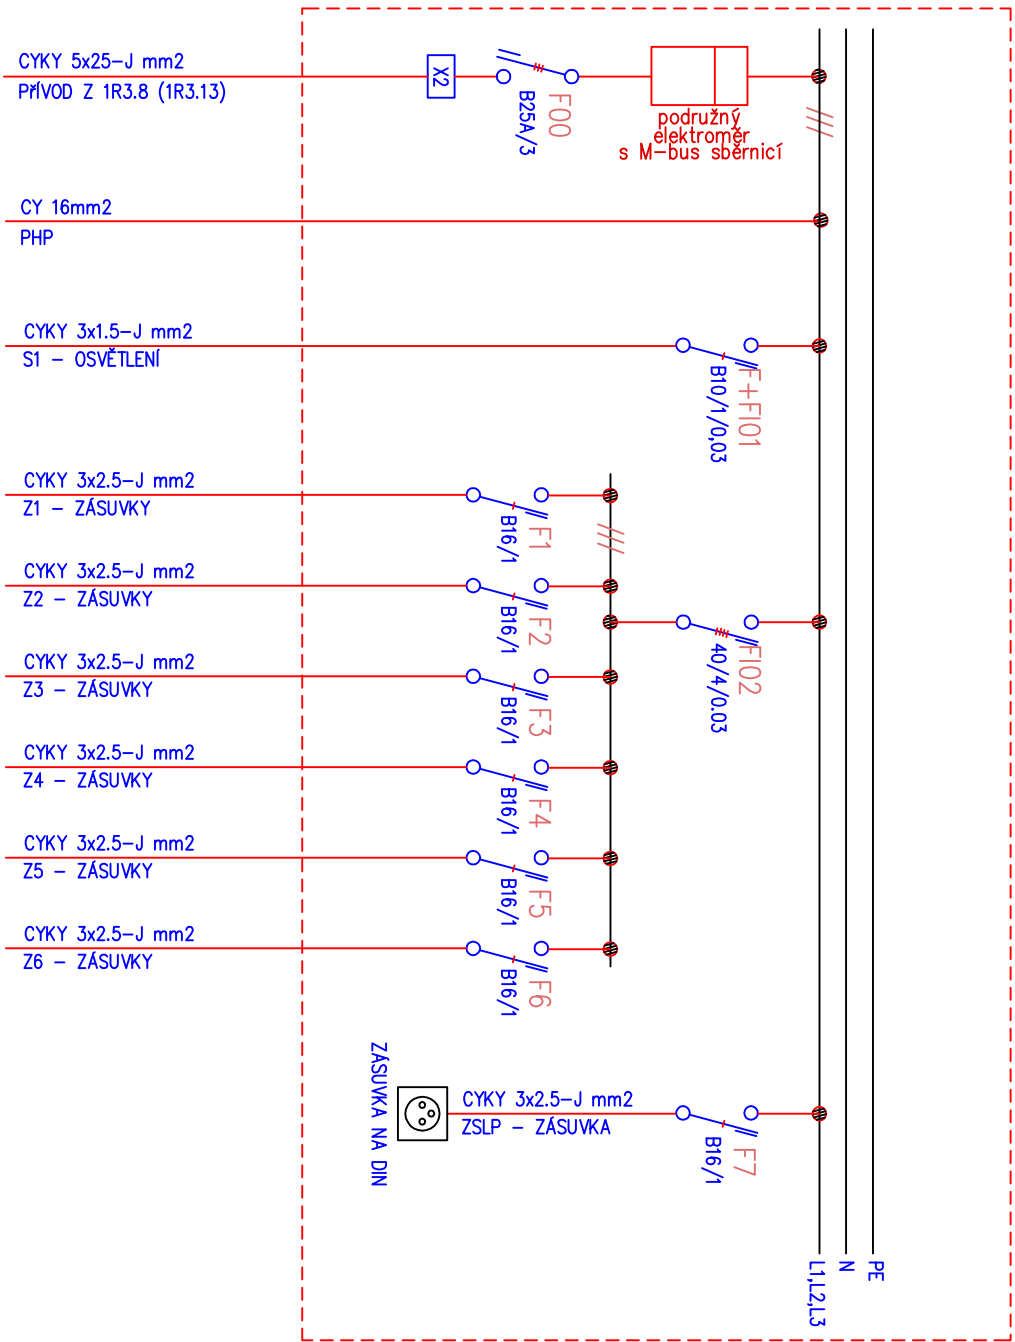 CYKY 5x25-J mm2
PŘÍVOD Z 1R3.8 (1R3.13)
X2
F00
B25A/3
podružný
elektroměr
s M-bus sběrnicí
CY 16mm2
PHP
CYKY 3x1.5-J mm2
S1 - OSVĚTLENÍ
F+FI01
B10/1/0,03
CYKY 3x2.5-J mm2
Z1 - ZÁSUVKY
F1
B16/1
CYKY 3x2.5-J mm2
Z2 - ZÁSUVKY
F2
B16/1
FI02
40/4/0.03
CYKY 3x2.5-J mm2
Z3 - ZÁSUVKY
F3
B16/1
CYKY 3x2.5-J mm2
Z4 - ZÁSUVKY
F4
B16/1
CYKY 3x2.5-J mm2
Z5 - ZÁSUVKY
F5
B16/1
CYKY 3x2.5-J mm2
Z6 - ZÁSUVKY
F6
B16/1
ZÁSUVKA NA DIN
CYKY 3x2.5-J mm2
ZSLP - ZÁSUVKA
F7
B16/1
PE
N
L1,L2,L3